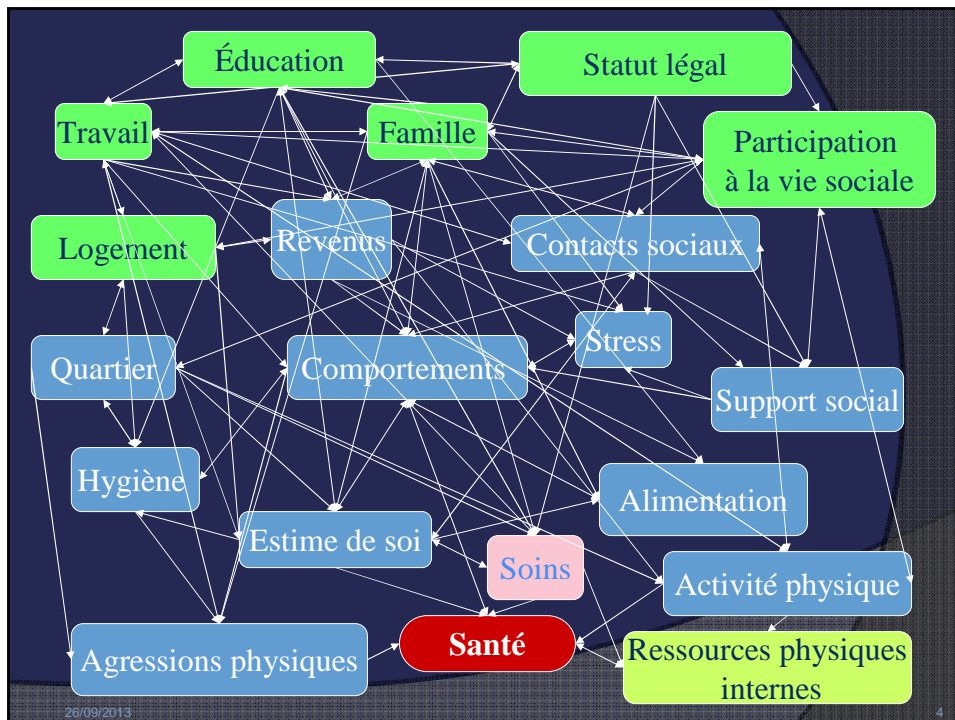 Éducation
Statut légal
Travail
Famille
Participation
à la vie sociale
Logement
Revenus
Contacts sociaux
Quartier
Comportements
Stress
Support social
Hygiène
Alimentation
Estime de soi
Soins
Activité physique
Santé
Agressions physiques
Ressources physiques
internes
26/09/2013
4